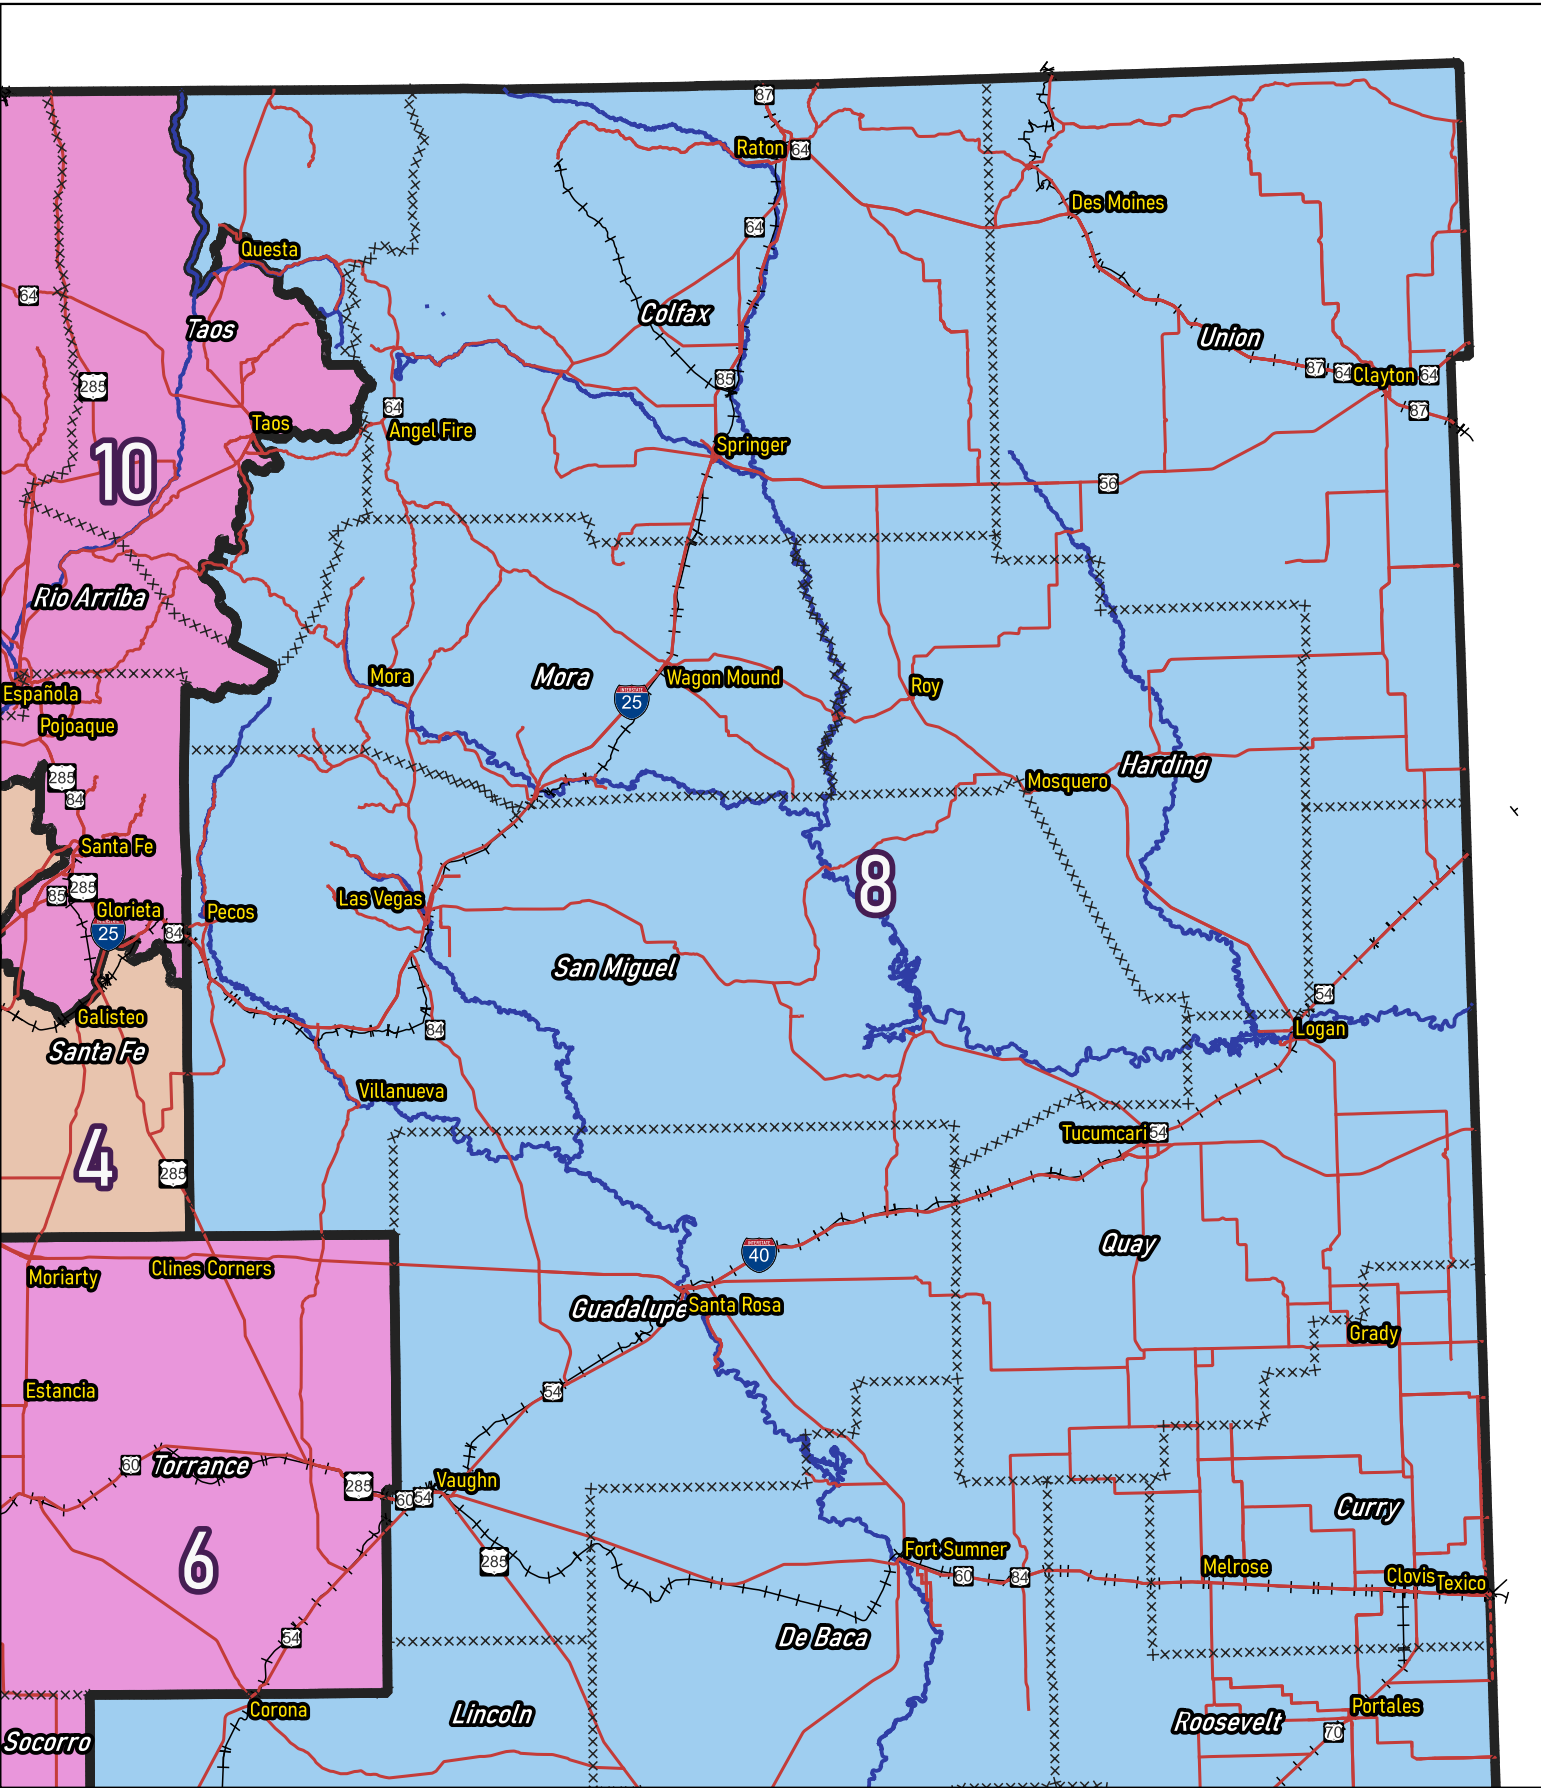 87
Raton
64
Des Moines
64
Questa
64
Taos
Colfax
Union
87
64
Clayton
64
285
85
64
87
Taos
Angel Fire
Springer
10
56
Rio Arriba
Mora
Mora
Wagon Mound
INTERSTATE
25
Roy
Española
Pojoaque
Harding
285
84
Mosquero
Santa Fe
285
85
Las Vegas
8
Glorieta
Pecos
INTERSTATE
25
84
San Miguel
54
Galisteo
84
Logan
Santa Fe
Villanueva
Tucumcari
54
4
285
Quay
INTERSTATE
40
Moriarty
Clines Corners
Guadalupe
Santa Rosa
Grady
Estancia
54
60
Torrance
285
60
54
Vaughn
Curry
6
285
Fort Sumner
60
84
Melrose
Clovis
Texico
54
De Baca
Corona
Lincoln
Portales
Roosevelt
70
Socorro